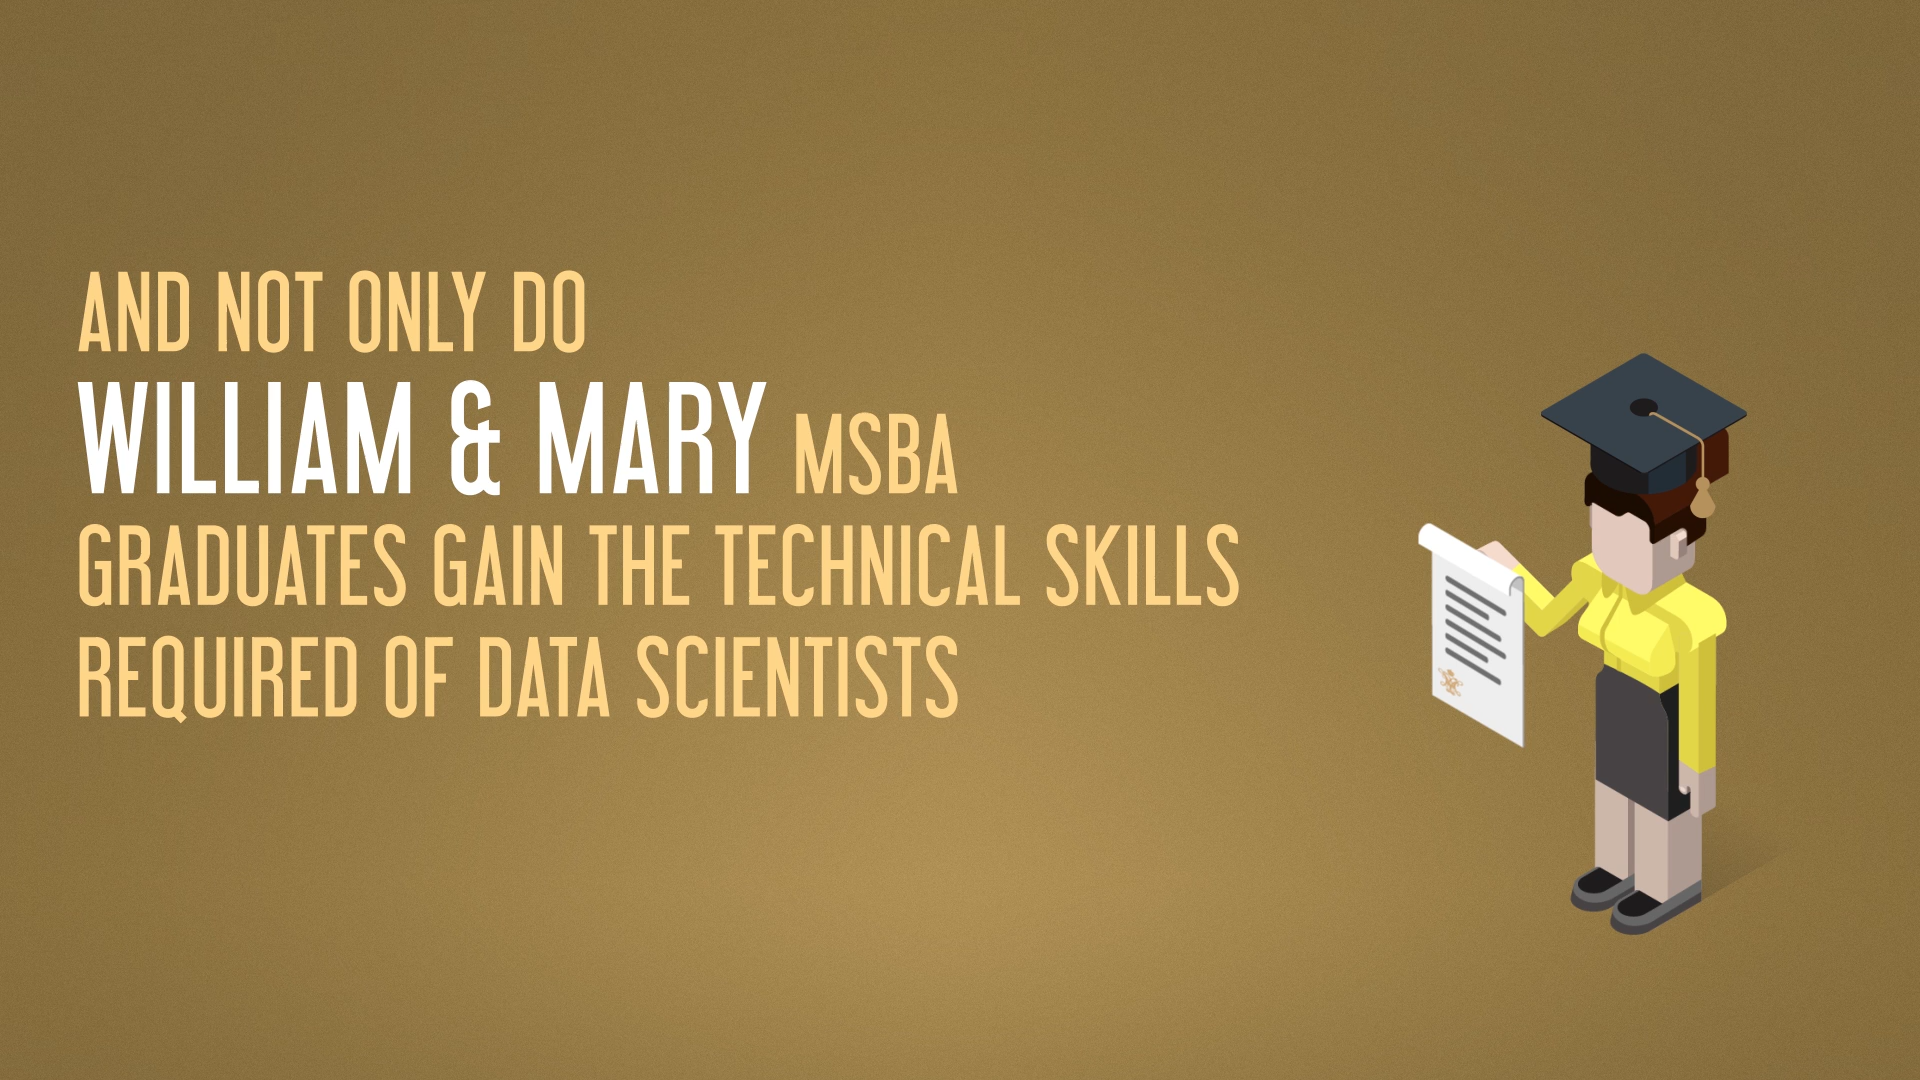 AND NOT ONLY DO
WILLIAM & MARY MSBA
GRADUATES GAIN THE TECHNICAL SKILLS
REQUIRED OF DATA SCIENTISTS